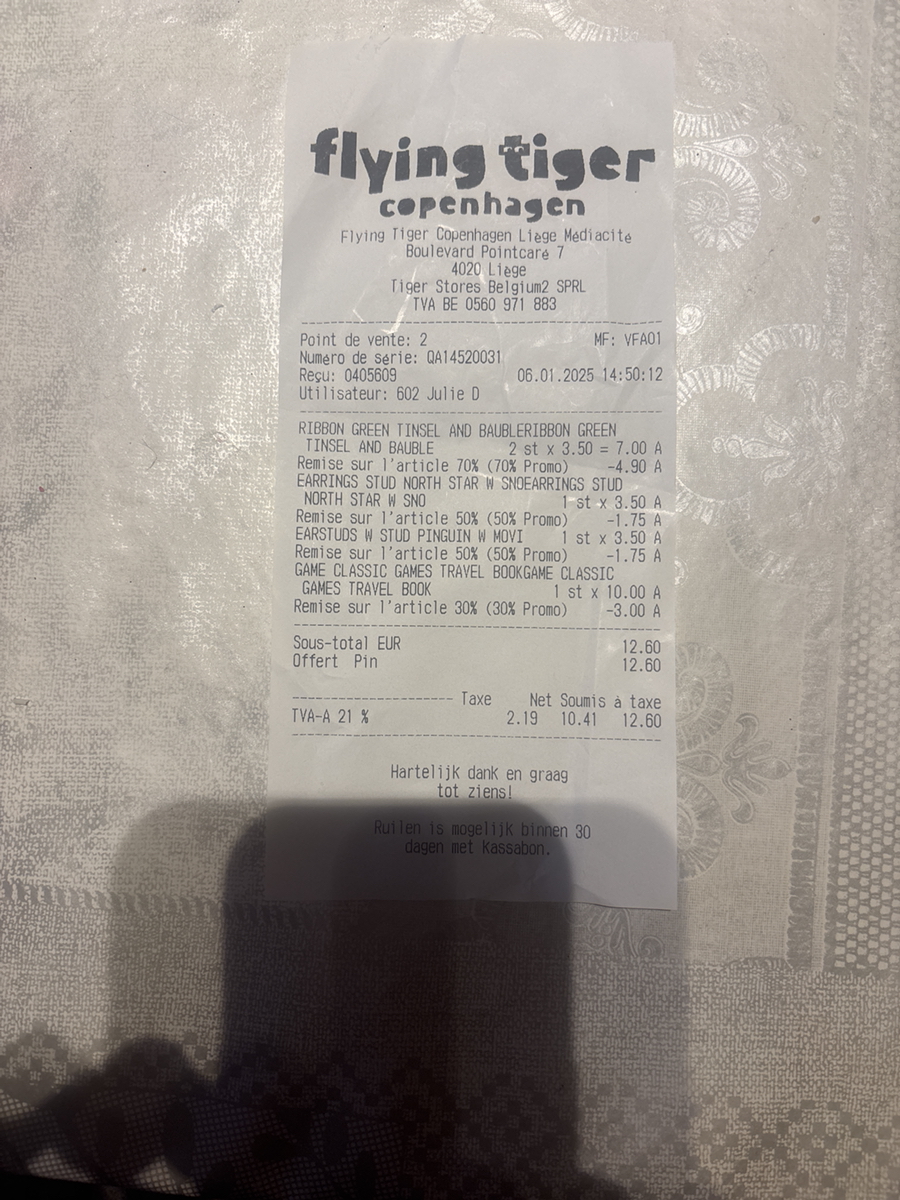 flying tiger
copenhagen
Flying Tiger Copenhagen Liège Médiacité
Boulevard Pointcaré 7
4020 Liège
Tiger Stores Belgium2 SPRL
TVA BE 0560 971 883
Point de vente: 2 MF: VFA01
Numéro de série: QA14520031
Reçu: 0405609 06.01.2025 14:50:12
Utilisateur: 602 Julie D
RIBBON GREEN TINSEL AND BAUBLERIBBON GREEN
TINSEL AND BAUBLE 2 st x 3.50 = 7.00 A
Remise sur l'article 70% (70% Promo) -4.90 A
EARRINGS STUD NORTH STAR W SNOEARRINGS STUD
NORTH STAR W SNO 1 st x 3.50 A
Remise sur l'article 50% (50% Promo) -1.75 A
EARSTUDS W STUD PINGUIN W MOVI 1 st x 3.50 A
Remise sur l'article 50% (50% Promo) -1.75 A
GAME CLASSIC GAMES TRAVEL BOOKGAME CLASSIC
GAMES TRAVEL BOOK 1 st x 10.00 A
Remise sur l'article 30% (30% Promo) -3.00 A
Sous-total EUR 12.60
Offert Pin 12.60
Taxe Net Soumis à taxe
TVA-A 21 % 2.19 10.41 12.60
Hartelijk dank en graag
tot ziens!
Ruilen is mogelijk binnen 30
dagen met Kassabon.